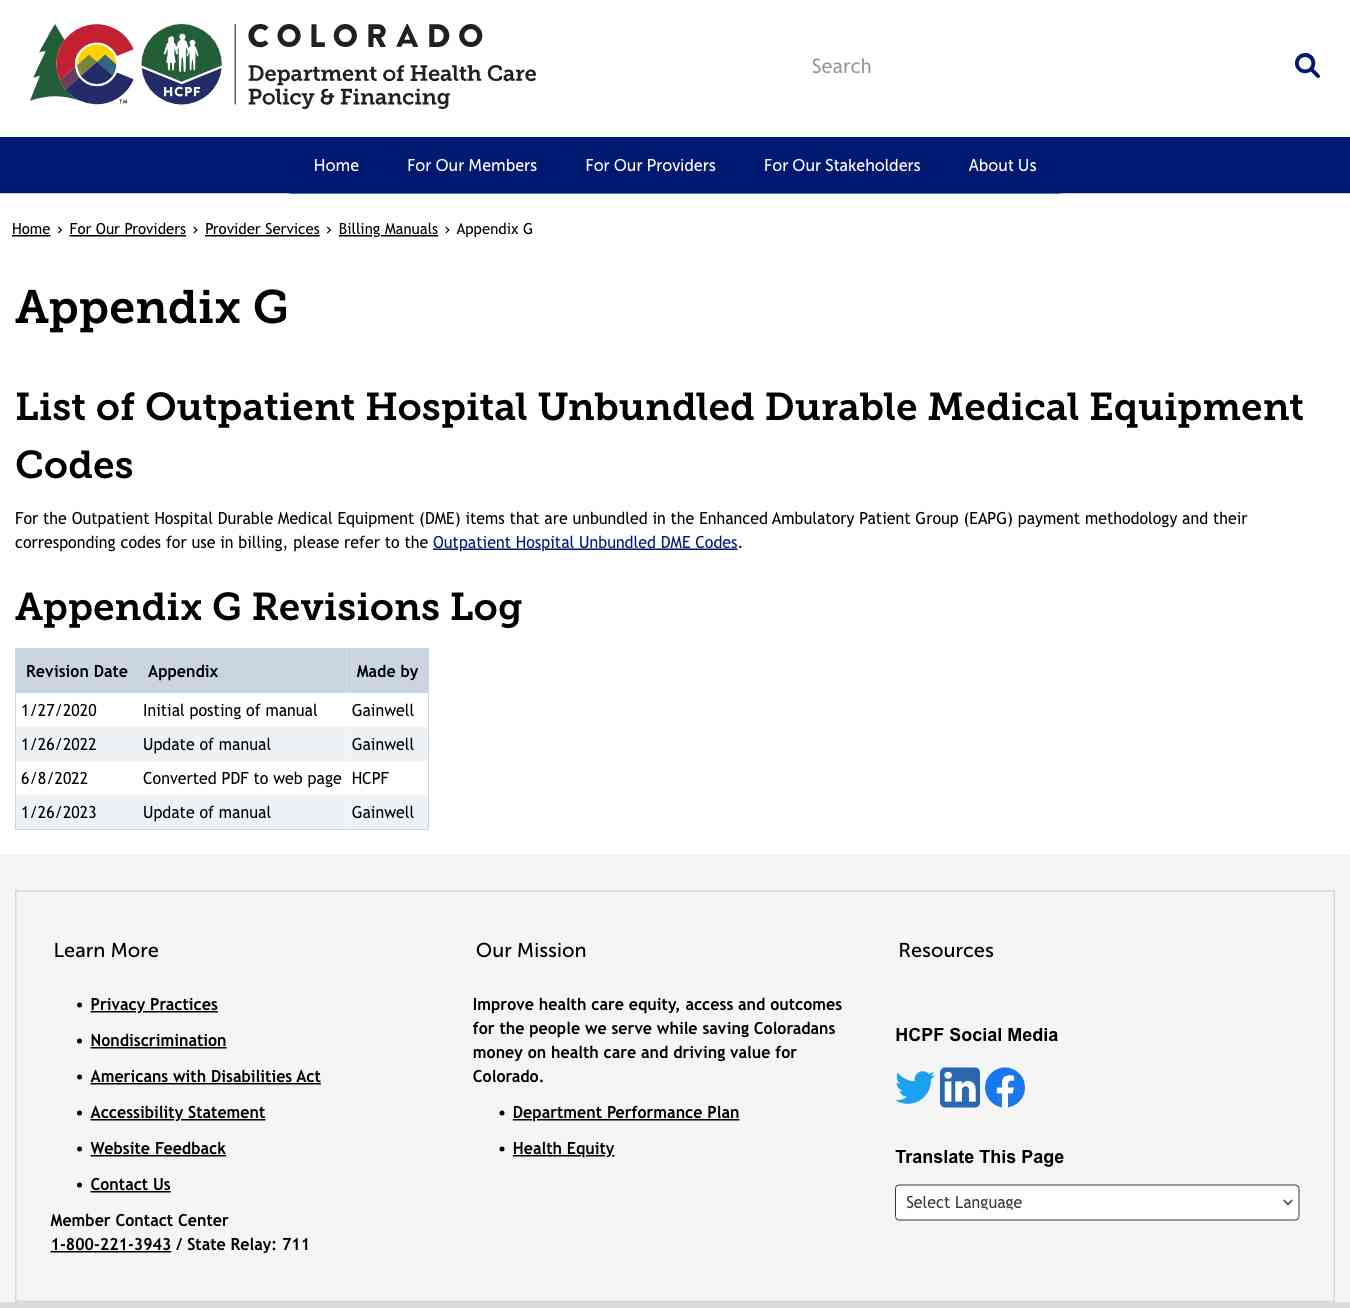 COLORADO
Department of Health Care
Policy & Financing
HCPF
TM
Search
Home
For Our Members
For Our Providers
For Our Stakeholders
About Us
Home › For Our Providers › Provider Services › Billing Manuals › Appendix G
Appendix G
List of Outpatient Hospital Unbundled Durable Medical Equipment
Codes
For the Outpatient Hospital Durable Medical Equipment (DME) items that are unbundled in the Enhanced Ambulatory Patient Group (EAPG) payment methodology and their
corresponding codes for use in billing, please refer to the Outpatient Hospital Unbundled DME Codes.
Appendix G Revisions Log
Revision Date Appendix Made by
1/27/2020 Initial posting of manual Gainwell
1/26/2022 Update of manual Gainwell
6/8/2022 Converted PDF to web page HCPF
1/26/2023 Update of manual Gainwell
Learn More
• Privacy Practices
• Nondiscrimination
• Americans with Disabilities Act
• Accessibility Statement
• Website Feedback
• Contact Us
Member Contact Center
1-800-221-3943 / State Relay: 711
Our Mission
Improve health care equity, access and outcomes
for the people we serve while saving Coloradans
money on health care and driving value for
Colorado.
• Department Performance Plan
• Health Equity
Resources
HCPF Social Media
Translate This Page
Select Language